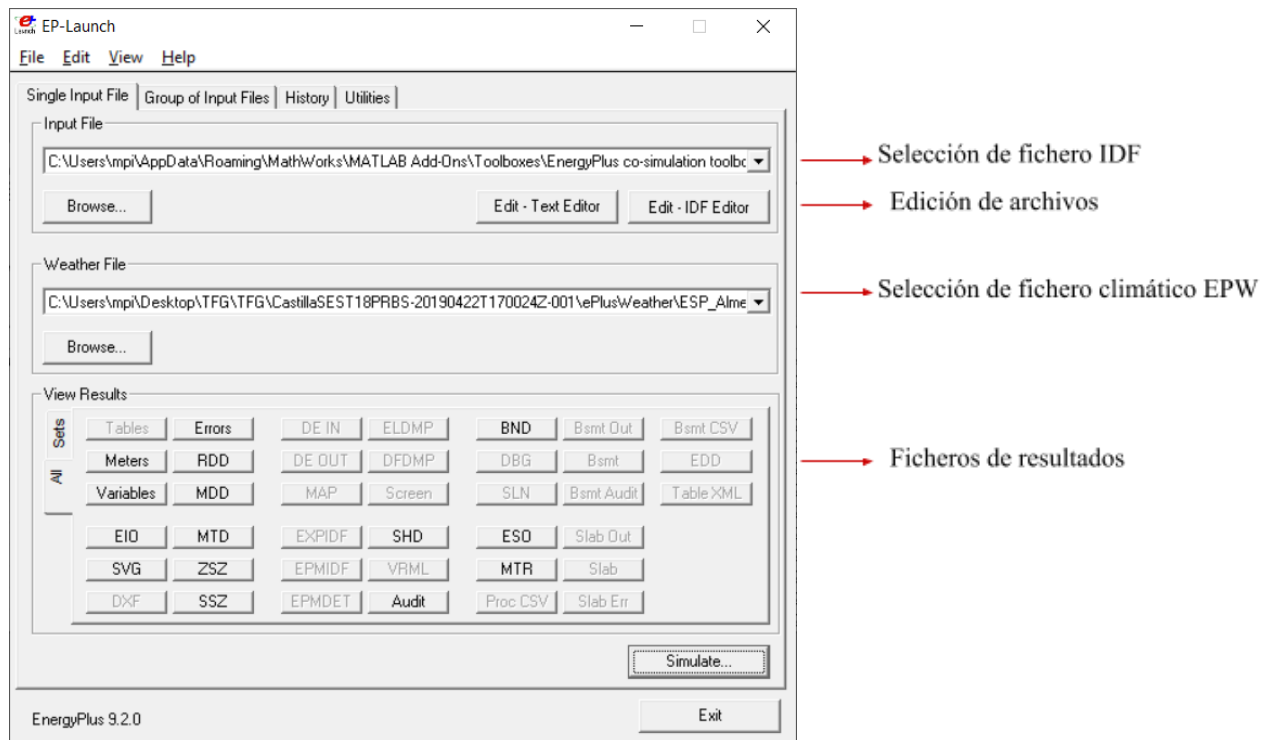 EP-Launch
File Edit View Help
Single Input File Group of Input Files History Utilities
Input File
C:\Users\mpi\AppData\Roaming\MathWorks\MATLAB Add-Ons\Toolboxes\EnergyPlus co-simulation toolbc
Selección de fichero IDF
Browse... Edit - Text Editor Edit - IDF Editor
Edición de archivos
Weather File
C:\Users\mpi\Desktop\TFG\TFG\CastillaSEST18PRBS-20190422T170024Z-001\ePlusWeather\ESP_Alme
Selección de fichero climático EPW
Browse...
View Results
Sets
All
Tables Errors DE IN ELDMP BND Bsmt Out Bsmt CSV
Meters RDD DE OUT DFDMP DBG Bsmt EDD
Ficheros de resultados
Variables MDD MAP Screen SLN Bsmt Audit Table XML
EIO MTD EXPIDF SHD ESO Slab Out
SVG ZSZ EPMIDF VRML MTR Slab
DXF SSZ EPMDET Audit Proc CSV Slab Err
Simulate...
EnergyPlus 9.2.0 Exit